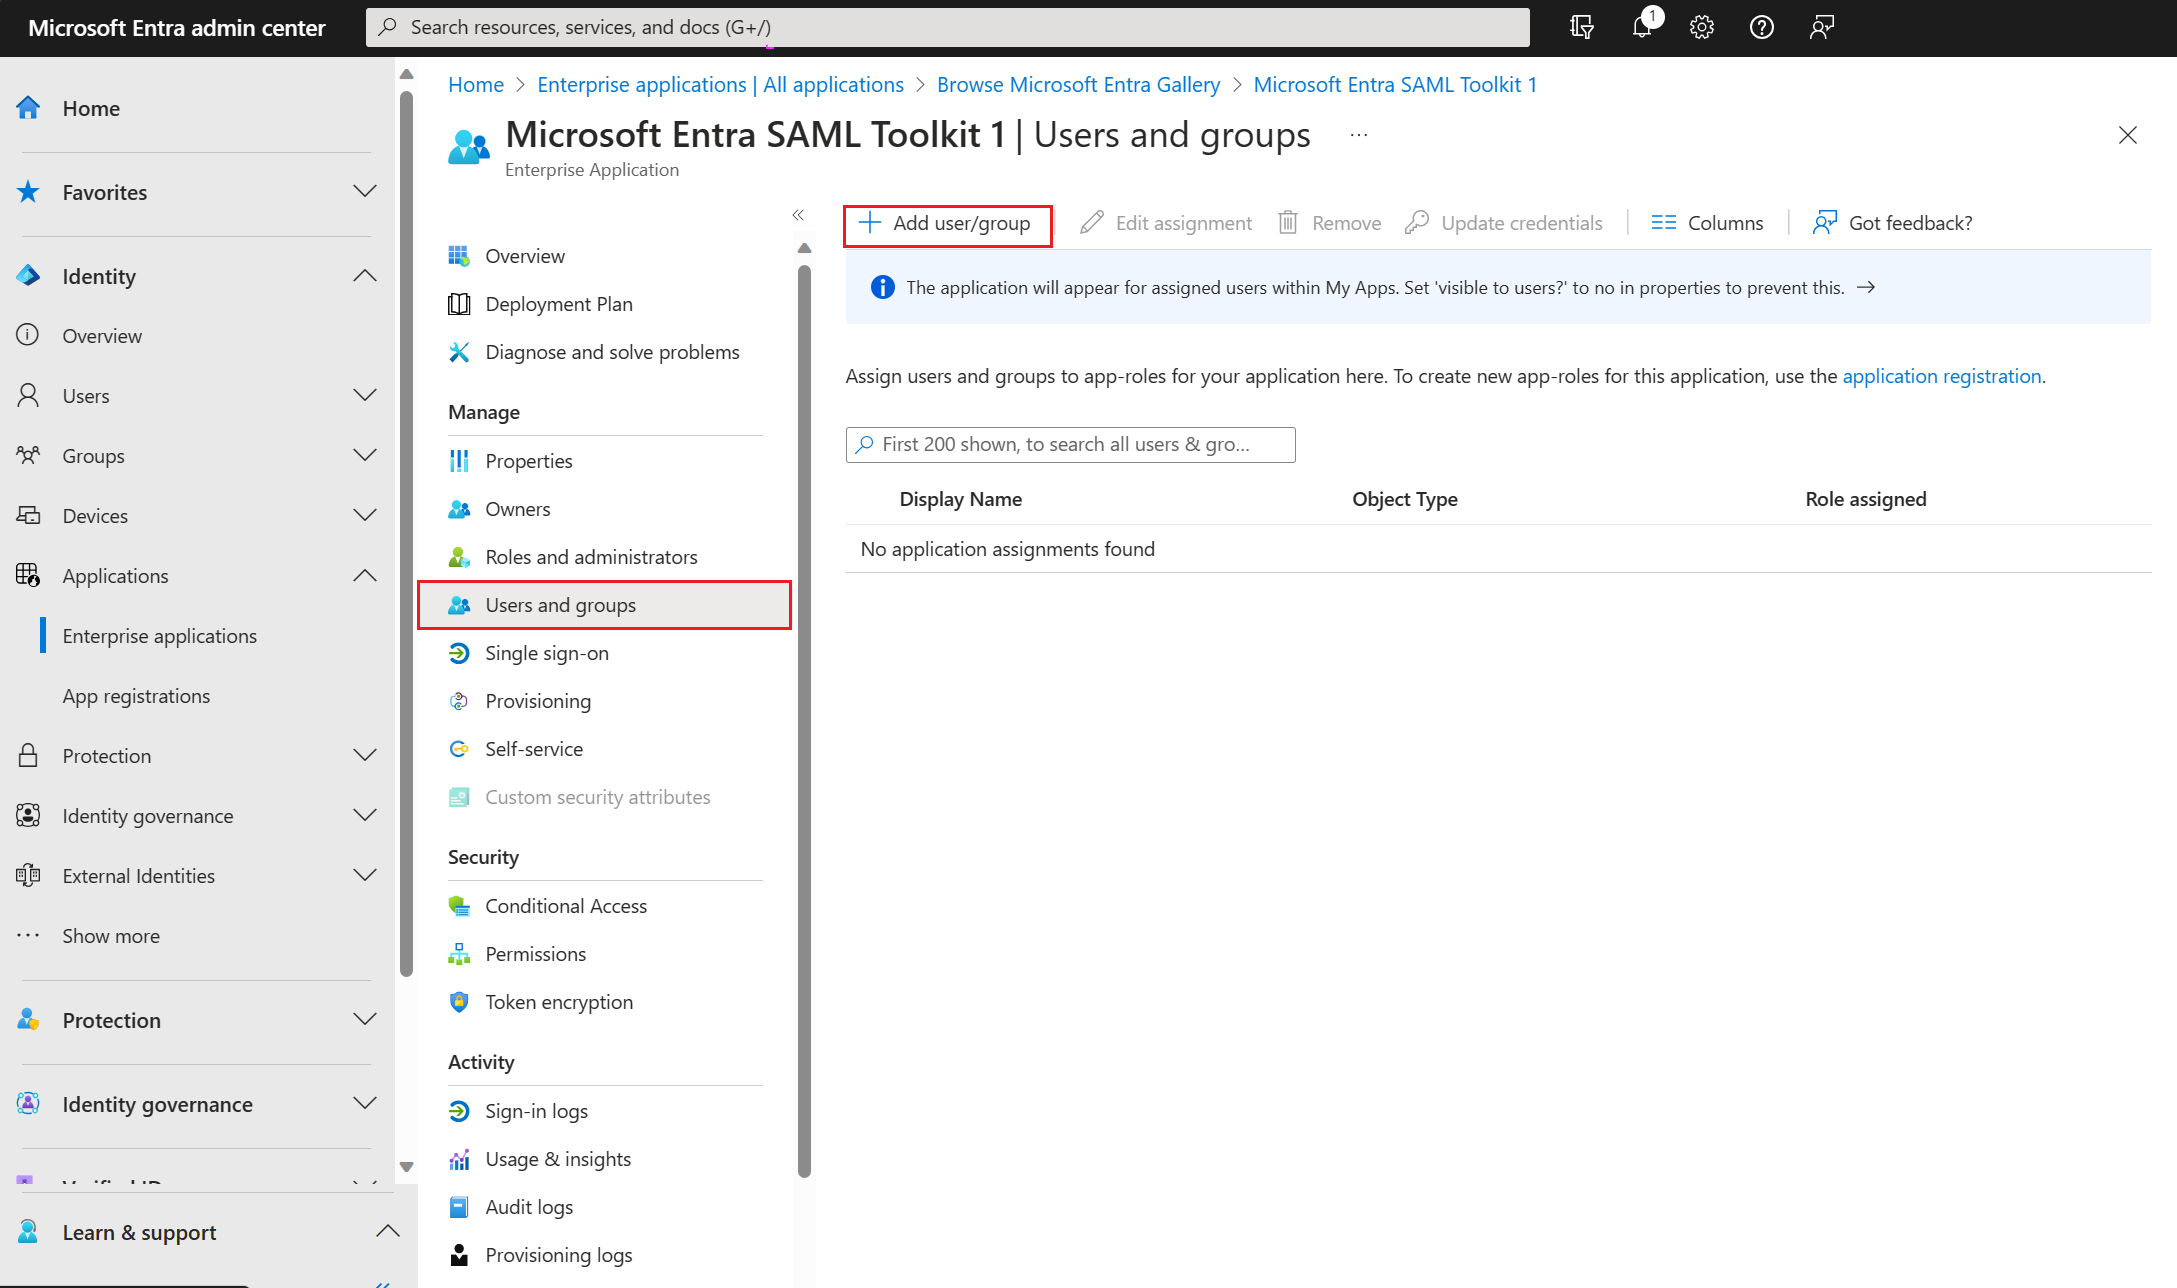 Microsoft Entra admin center
Search resources, services, and docs (G+/)
1
Home
Favorites
Identity
Overview
Users
Groups
Devices
Applications
Enterprise applications
App registrations
Protection
Identity governance
External Identities
Show more
Protection
Identity governance
Verified ID
Learn & support
Home > Enterprise applications | All applications > Browse Microsoft Entra Gallery > Microsoft Entra SAML Toolkit 1
Microsoft Entra SAML Toolkit 1 | Users and groups ...
Enterprise Application
Overview
Deployment Plan
Diagnose and solve problems
Manage
Properties
Owners
Roles and administrators
Users and groups
Single sign-on
Provisioning
Self-service
Custom security attributes
Security
Conditional Access
Permissions
Token encryption
Activity
Sign-in logs
Usage & insights
Audit logs
Provisioning logs
Add user/group Edit assignment Remove Update credentials Columns Got feedback?
The application will appear for assigned users within My Apps. Set 'visible to users?' to no in properties to prevent this. →
Assign users and groups to app-roles for your application here. To create new app-roles for this application, use the application registration.
First 200 shown, to search all users & gro...
Display Name Object Type Role assigned
No application assignments found